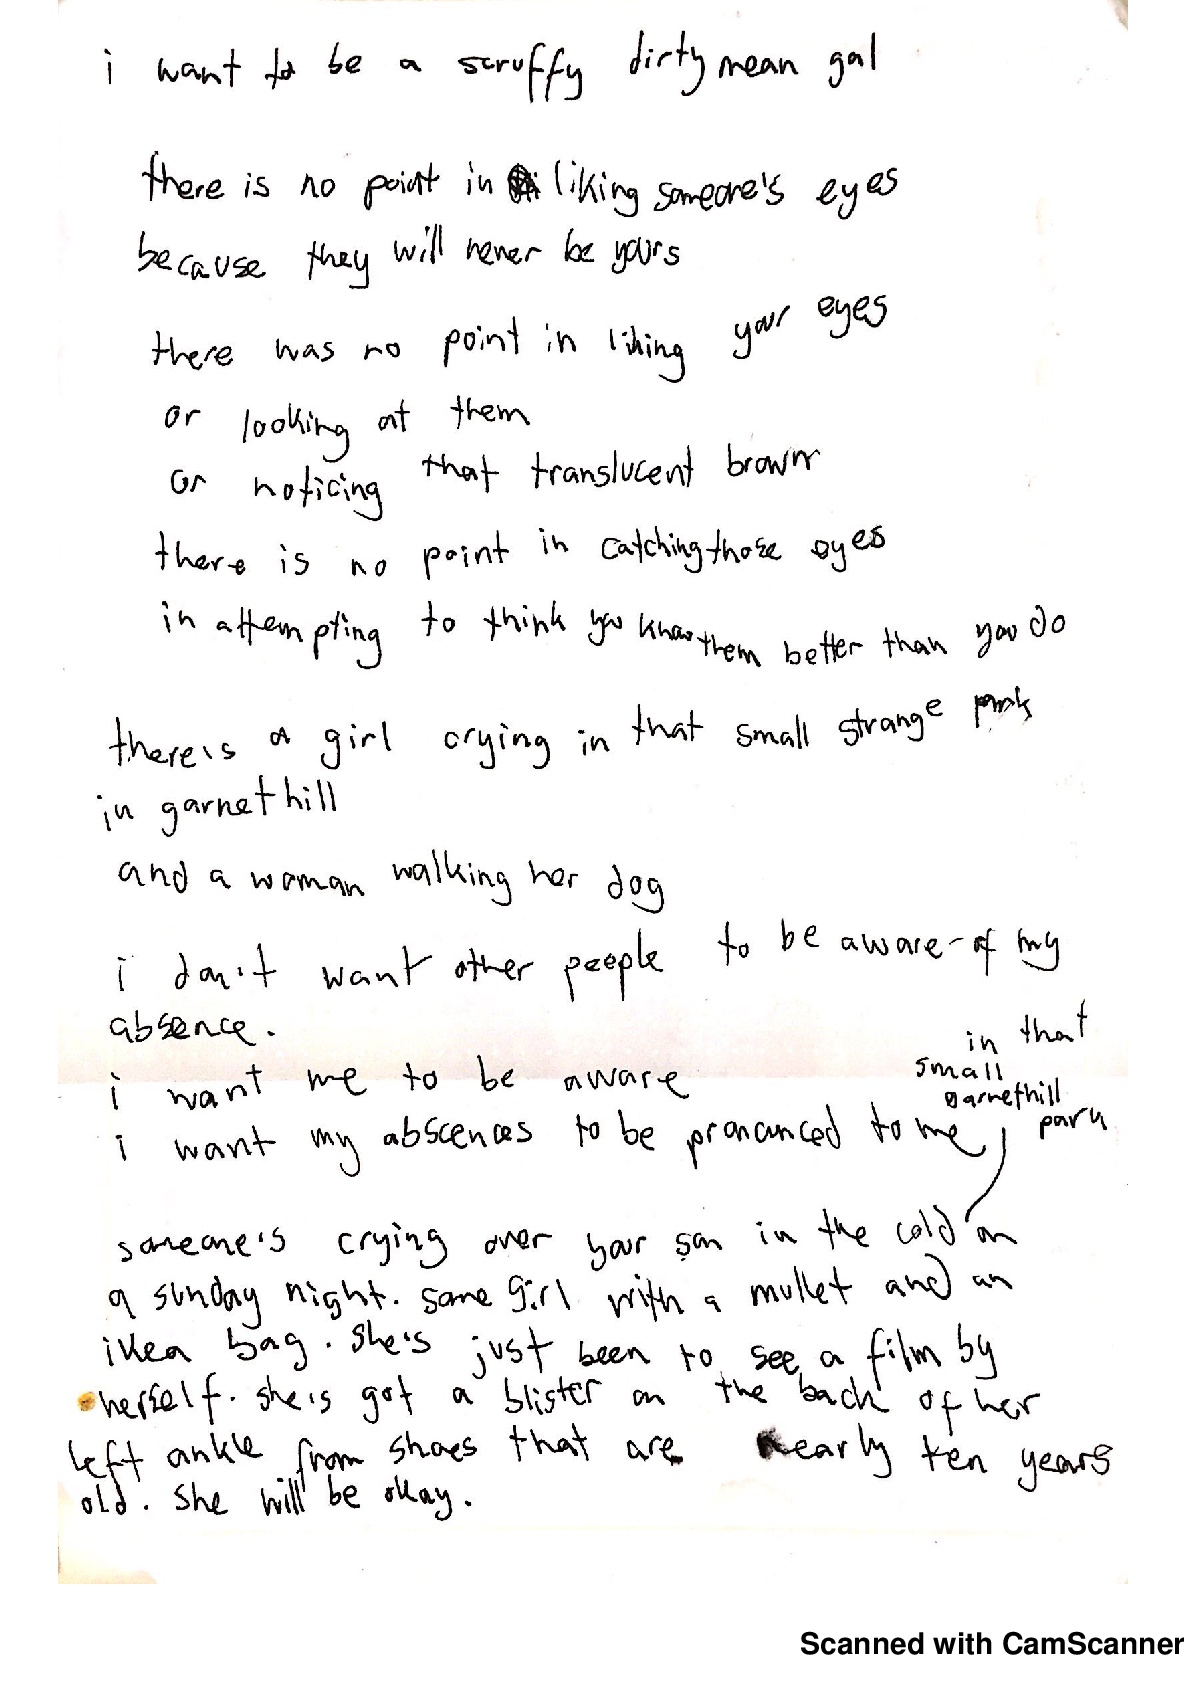 i want to be a scruffy dirty mean gal
there is no point in liking someone's eyes
because they will never be yours
there was no point in liking your eyes
or looking at them
or noticing that translucent brown
there is no point in catching those eyes
in attempting to think you know them better than you do
there's a girl crying in that small strange park
in garnethill
and a woman walking her dog
i don't want other people to be aware of my
absence.
i want me to be aware
i want my abscences to be pronounced to me
in that
small
garnethill
park
someone's crying over your son in the cold on
a sunday night. some girl with a mullet and an
ikea bag. she's just been to see a film by
herself. she's got a blister on the back of her
left ankle from shoes that are nearly ten years
old. she will be okay.
Scanned with CamScanner